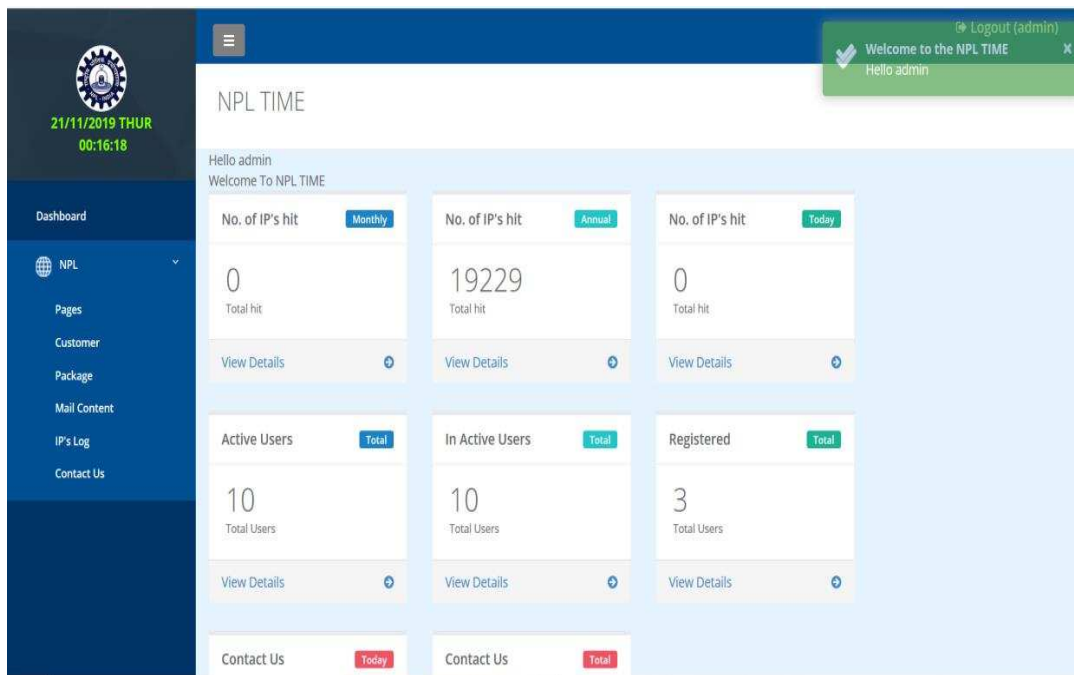 21/11/2019 THUR
00:16:18
Dashboard
NPL
Pages
Customer
Package
Mail Content
IP's Log
Contact Us
Logout (admin)
Welcome to the NPL TIME x
Hello admin
NPL TIME
Hello admin
Welcome To NPL TIME
No. of IP's hit Monthly
0
Total hit
View Details
No. of IP's hit Annual
19229
Total hit
View Details
No. of IP's hit Today
0
Total hit
View Details
Active Users Total
10
Total Users
View Details
In Active Users Total
10
Total Users
View Details
Registered Total
3
Total Users
View Details
Contact Us Today
Contact Us Total